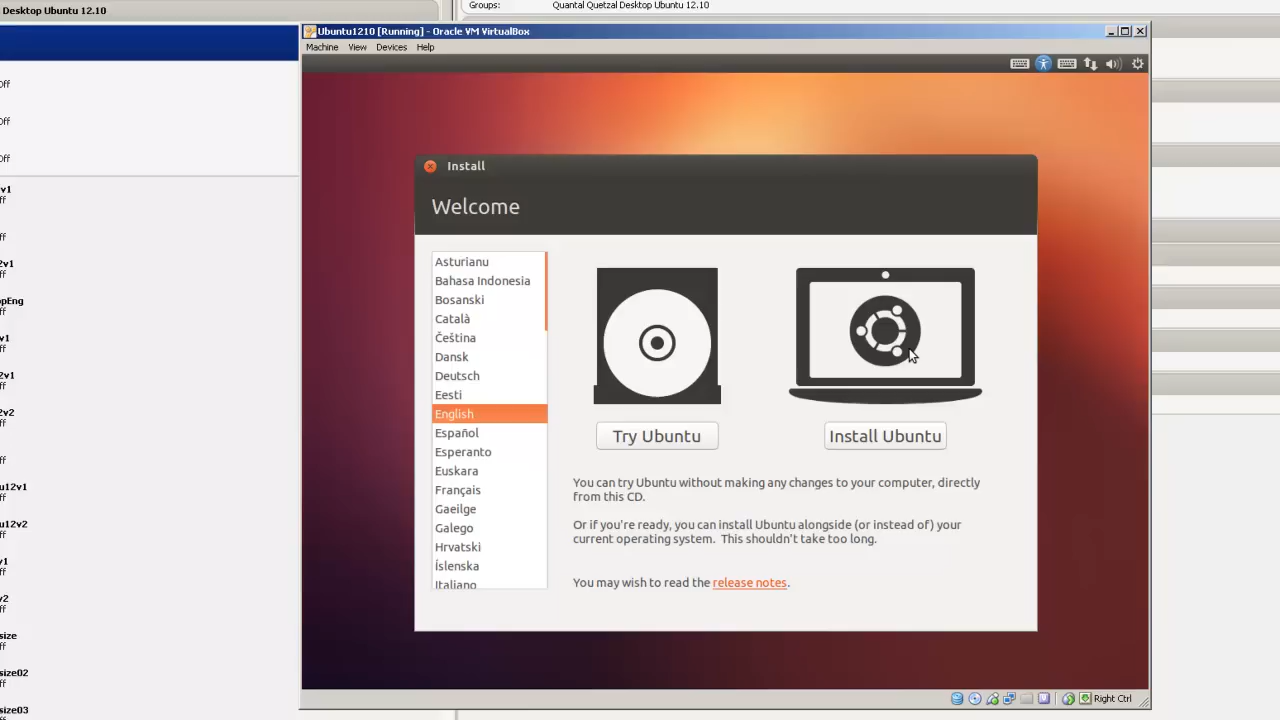 Desktop Ubuntu 12.10
Groups: Quantal Quetzal Desktop Ubuntu 12.10
Ubuntu1210 [Running] - Oracle VM VirtualBox
Machine View Devices Help
Install
Welcome
Asturianu
Bahasa Indonesia
Bosanski
Català
Čeština
Dansk
Deutsch
Eesti
English
Español
Esperanto
Euskara
Français
Gaeilge
Galego
Hrvatski
Íslenska
Italiano
Try Ubuntu
Install Ubuntu
You can try Ubuntu without making any changes to your computer, directly
from this CD.
Or if you're ready, you can install Ubuntu alongside (or instead of) your
current operating system. This shouldn't take too long.
You may wish to read the release notes.
Right Ctrl